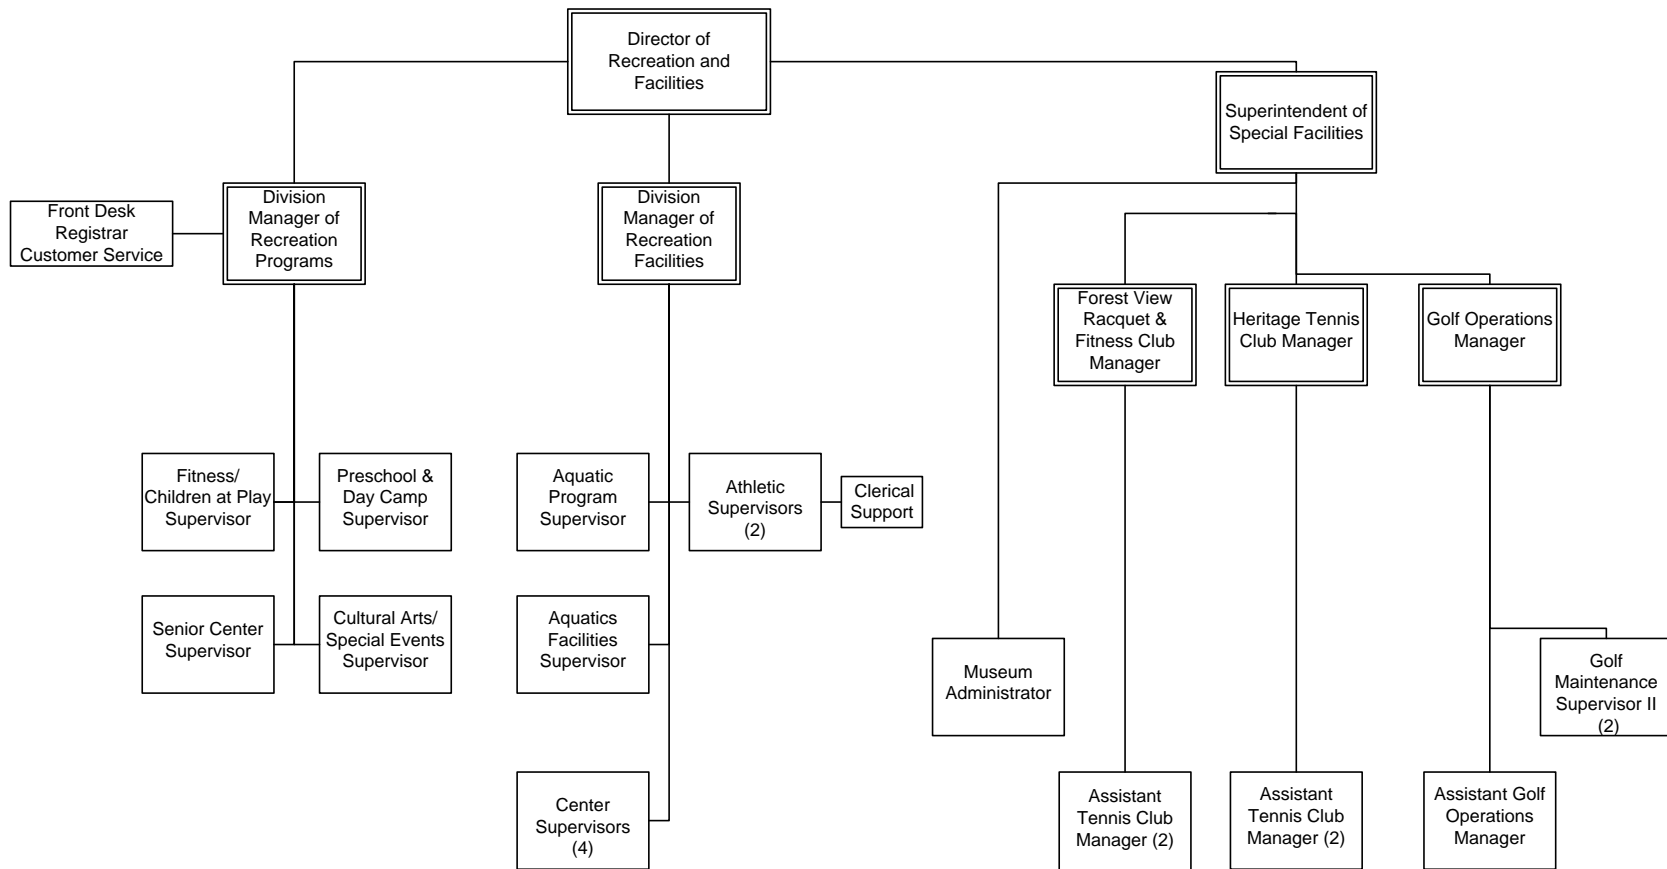 Director of
Recreation and
Facilities
Superintendent of
Special Facilities
Front Desk
Registrar
Customer Service
Division
Manager of
Recreation
Programs
Division
Manager of
Recreation
Facilities
Forest View
Racquet &
Fitness Club
Manager
Heritage Tennis
Club Manager
Golf Operations
Manager
Fitness/
Children at Play
Supervisor
Preschool &
Day Camp
Supervisor
Aquatic
Program
Supervisor
Athletic
Supervisors
(2)
Clerical
Support
Senior Center
Supervisor
Cultural Arts/
Special Events
Supervisor
Aquatics
Facilities
Supervisor
Museum
Administrator
Golf
Maintenance
Supervisor II
(2)
Center
Supervisors
(4)
Assistant
Tennis Club
Manager (2)
Assistant
Tennis Club
Manager (2)
Assistant Golf
Operations
Manager